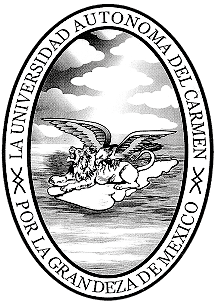 LA UNIVERSIDAD AUTONOMA DEL CARMEN
POR LA GRANDEZA DE MEXICO